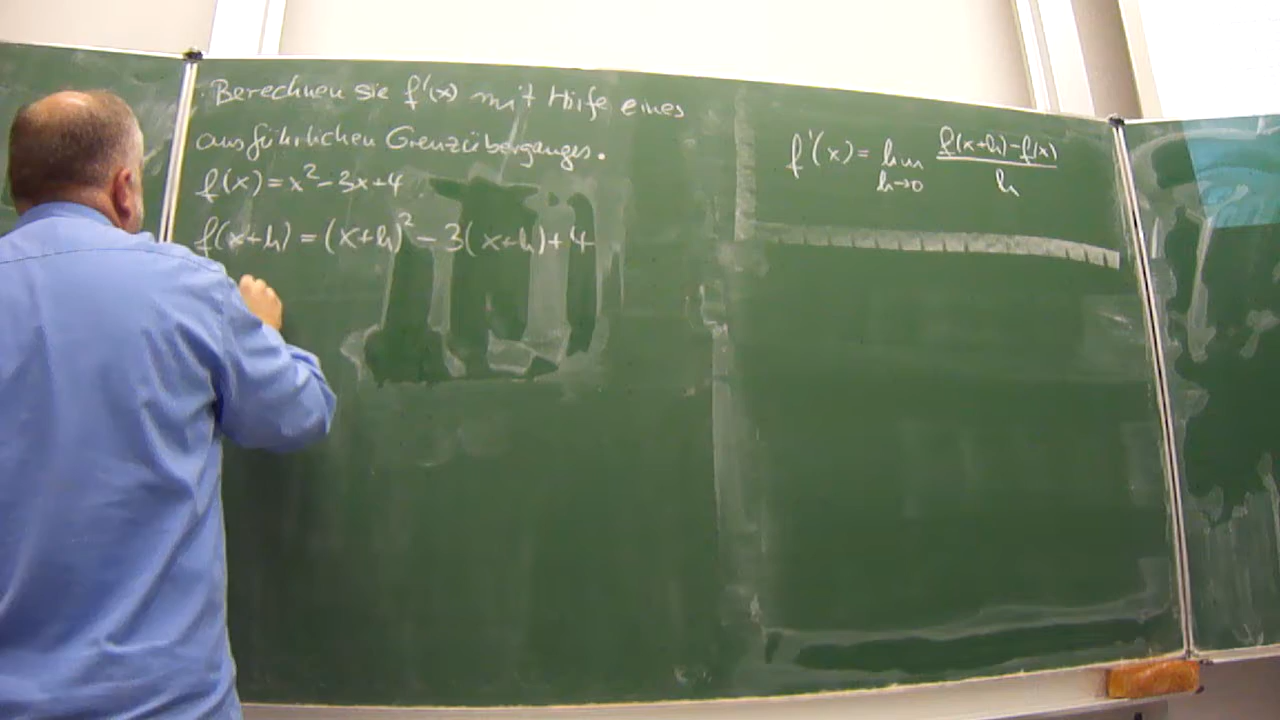 Berechnen sie f'(x) mit Hilfe eines
ausführlichen Grenzüberganges.
f(x) = x² - 3x + 4
f(x+h) = (x+h)² - 3(x+h) + 4
f'(x) = lim h→0 f(x+h) - f(x) / h